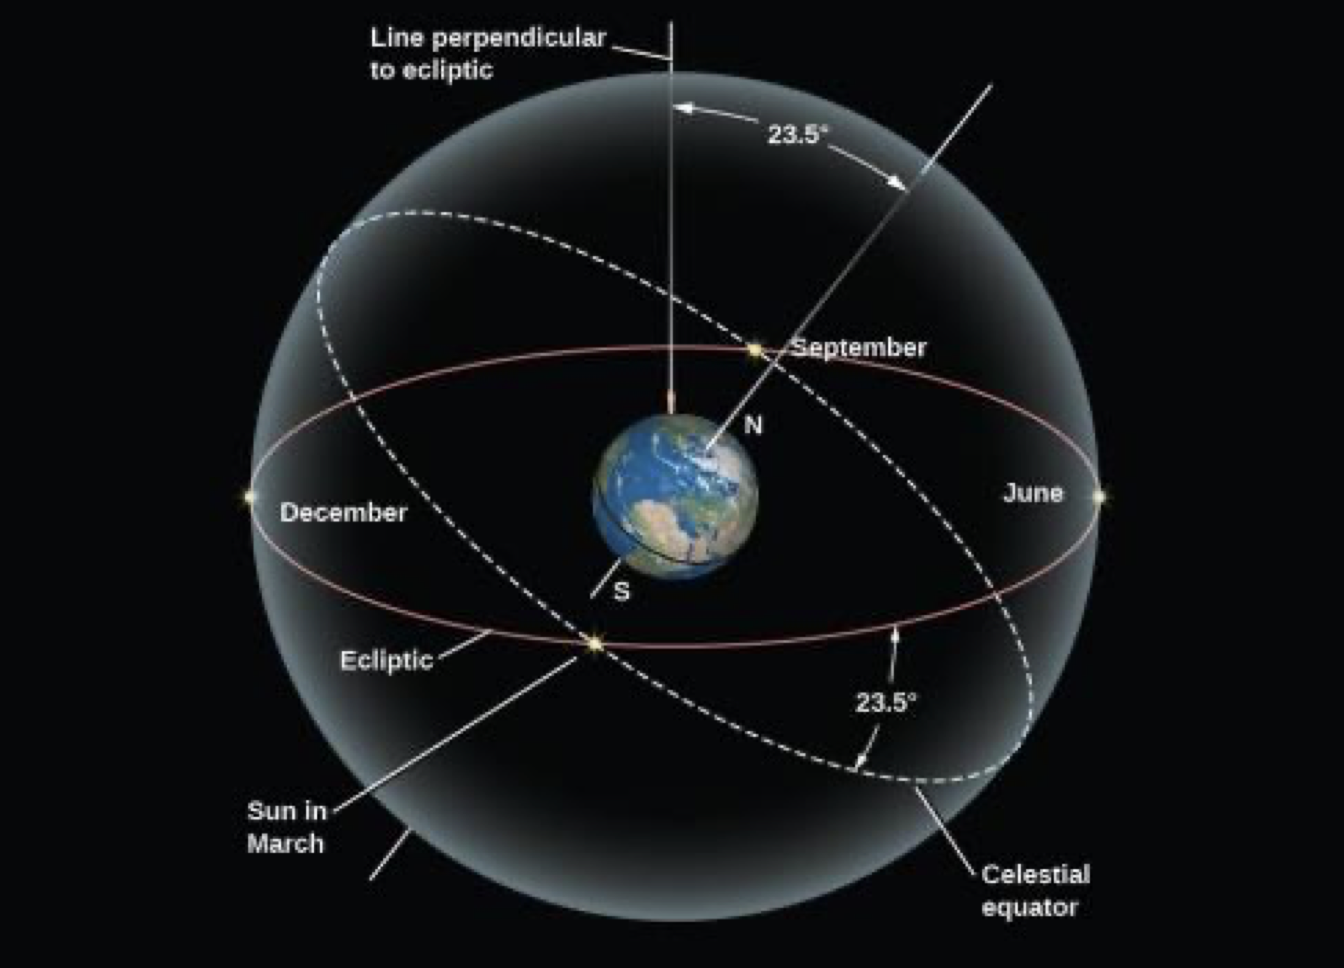 Line perpendicular
to ecliptic
23.5°
September
N
June
December
S
Ecliptic
23.5°
Sun in
March
Celestial
equator